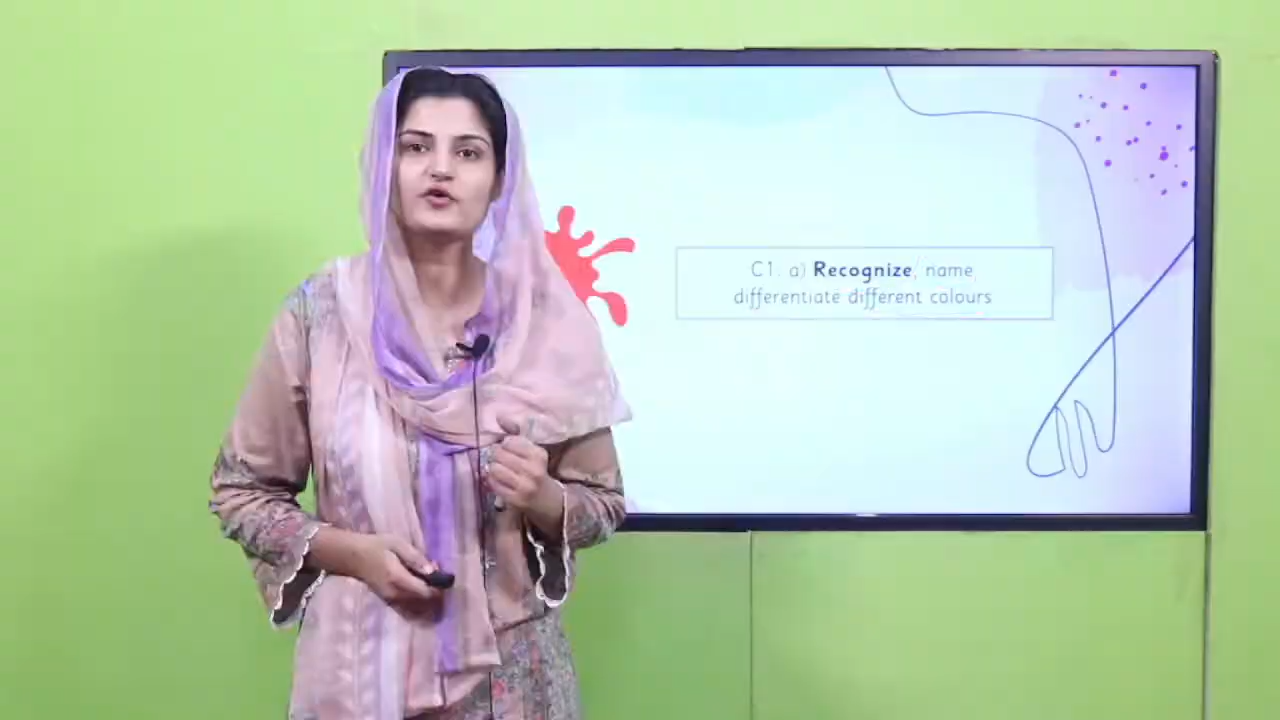 C1. a) Recognize, name,
differentiate different colours